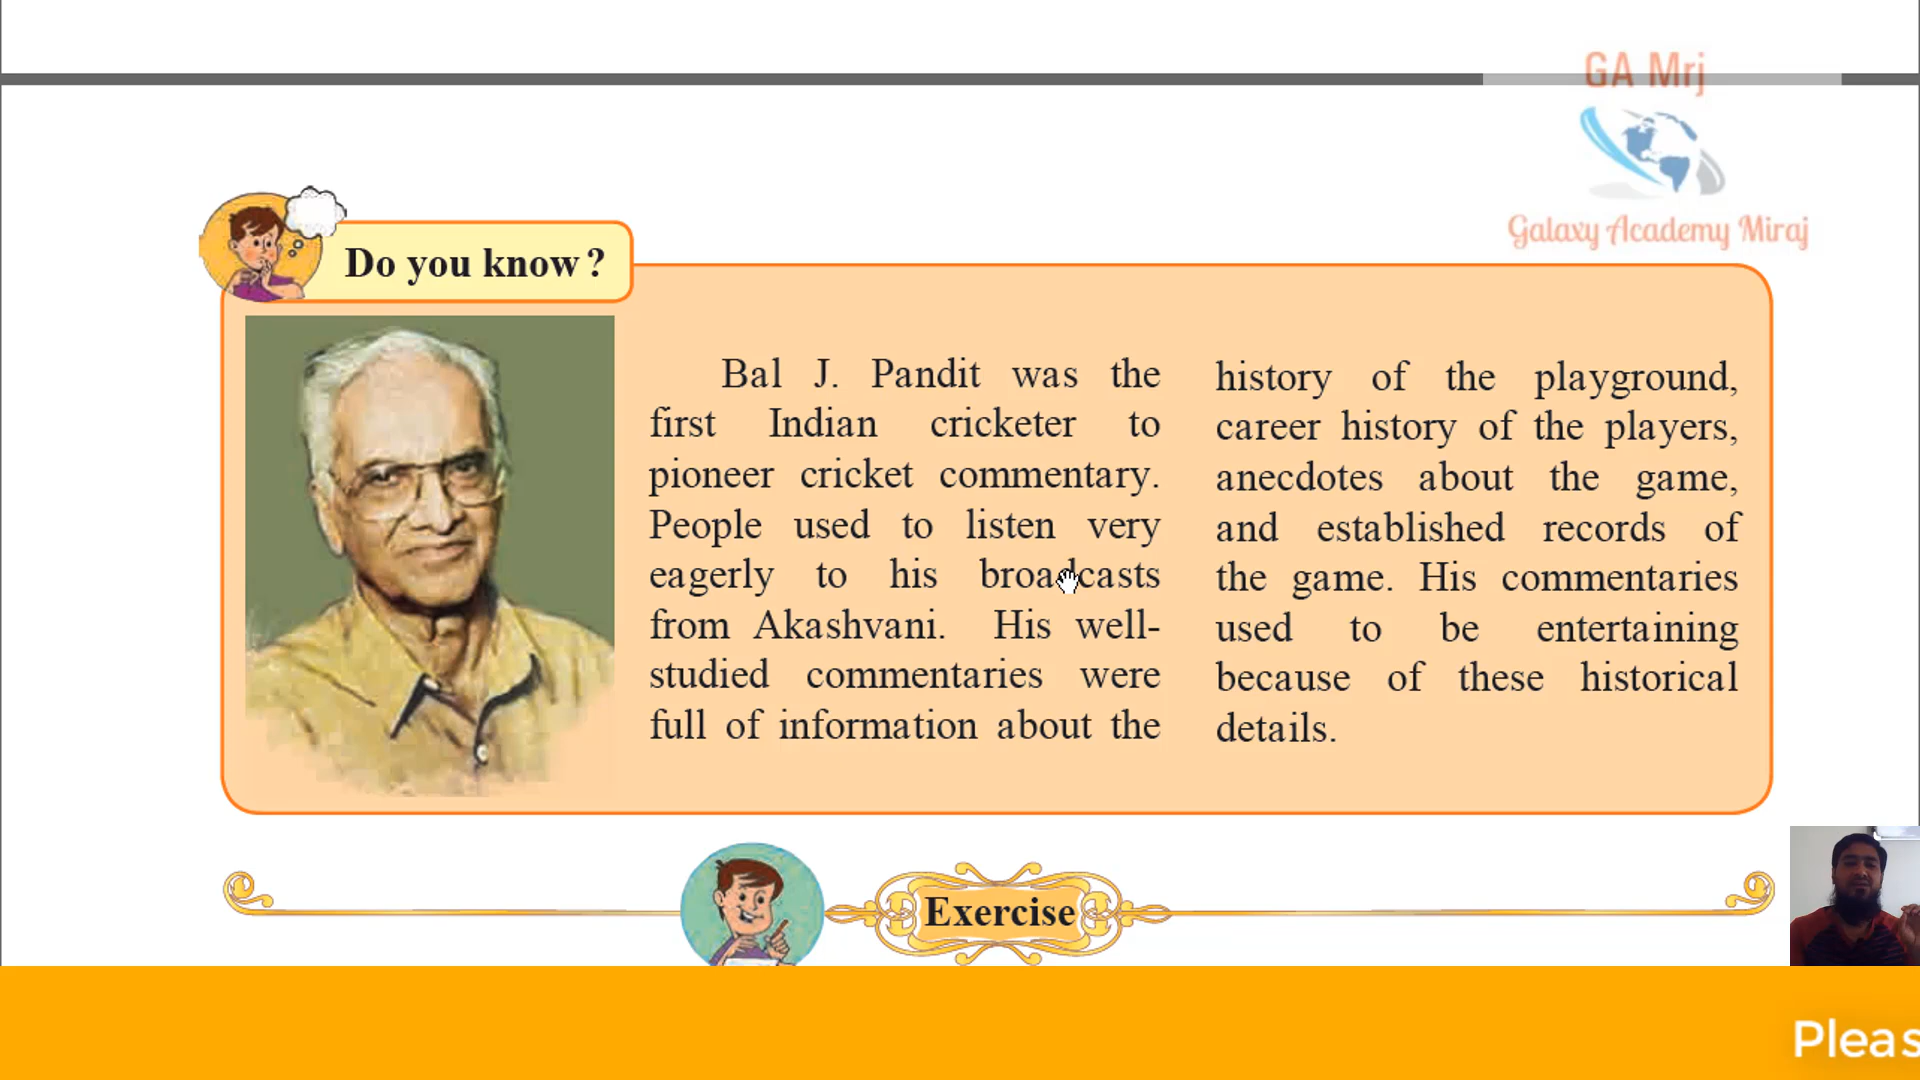 GA Mrj
Galaxy Academy Miraj
Do you know ?
Bal J. Pandit was the
first Indian cricketer to
pioneer cricket commentary.
People used to listen very
eagerly to his broadcasts
from Akashvani. His well-
studied commentaries were
full of information about the
history of the playground,
career history of the players,
anecdotes about the game,
and established records of
the game. His commentaries
used to be entertaining
because of these historical
details.
Exercise
Pleas